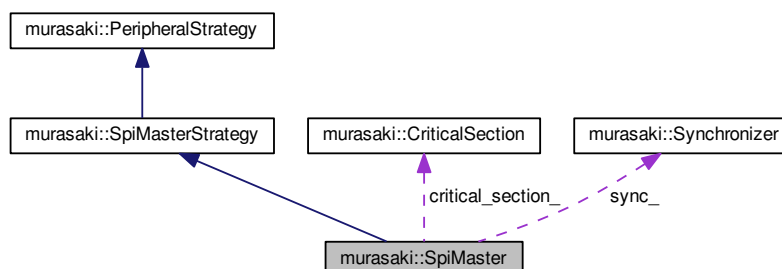 murasaki::PeripheralStrategy
murasaki::SpiMasterStrategy
murasaki::CriticalSection
murasaki::Synchronizer
critical_section_
sync_
murasaki::SpiMaster